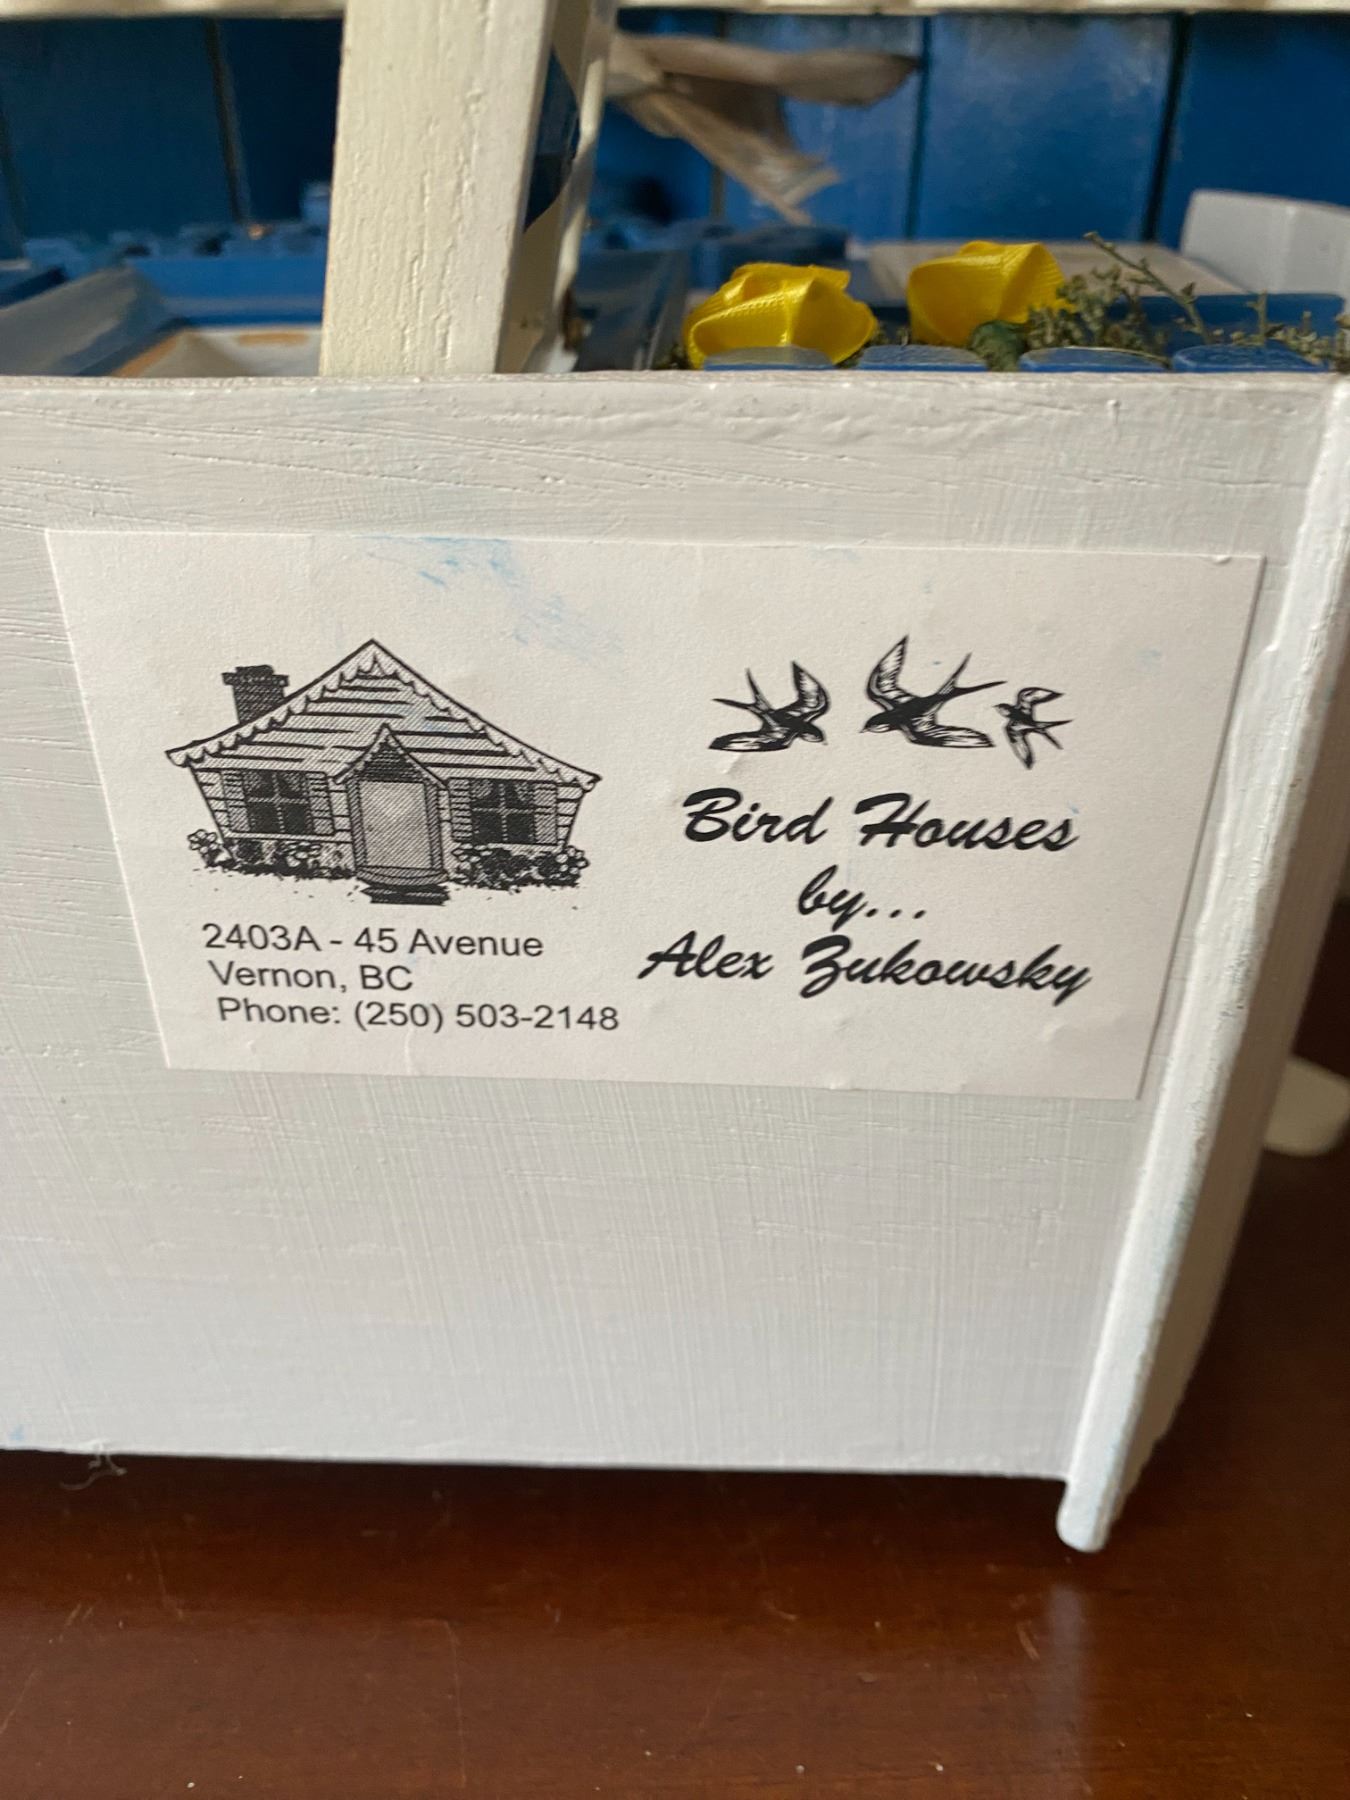 2403A - 45 Avenue
Vernon, BC
Phone: (250) 503-2148
Bird Houses
by...
Alex Zukowsky